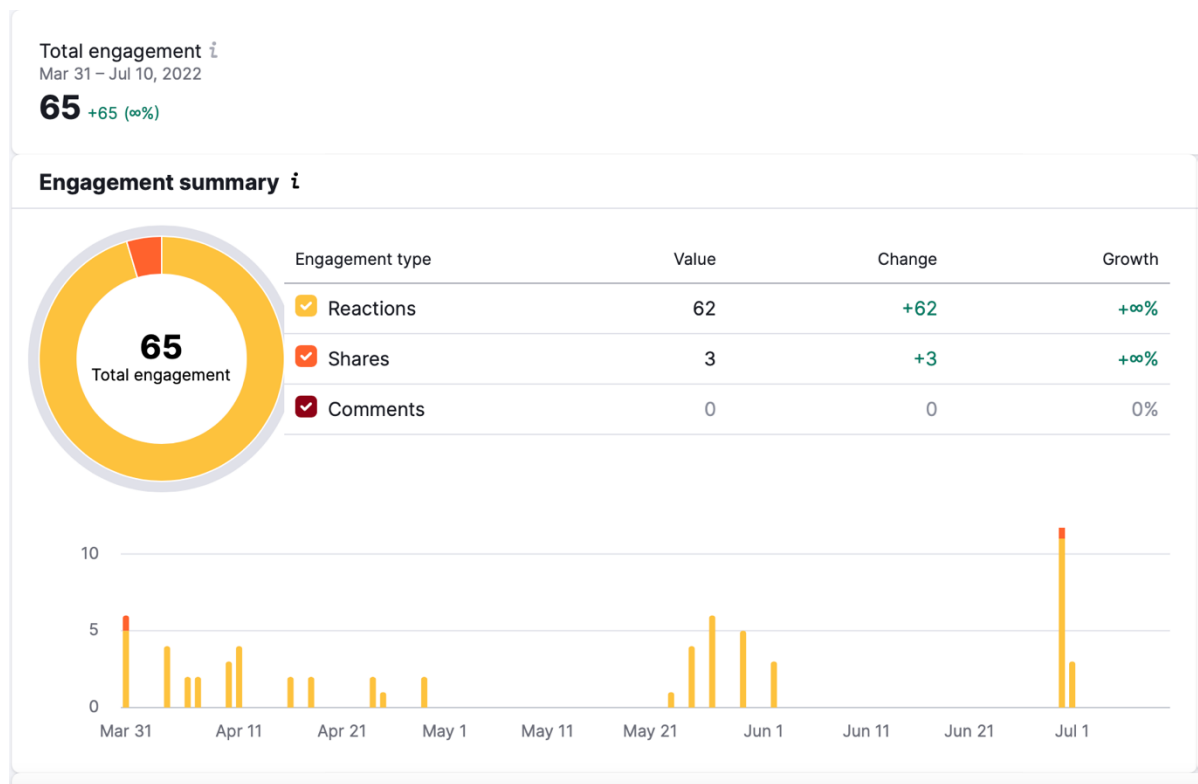 Total engagement i
Mar 31 – Jul 10, 2022
65 +65 (∞%)
Engagement summary i
65
Total engagement
Engagement type Value Change Growth
Reactions 62 +62 +∞%
Shares 3 +3 +∞%
Comments 0 0 0%
10
5
0
Mar 31 Apr 11 Apr 21 May 1 May 11 May 21 Jun 1 Jun 11 Jun 21 Jul 1